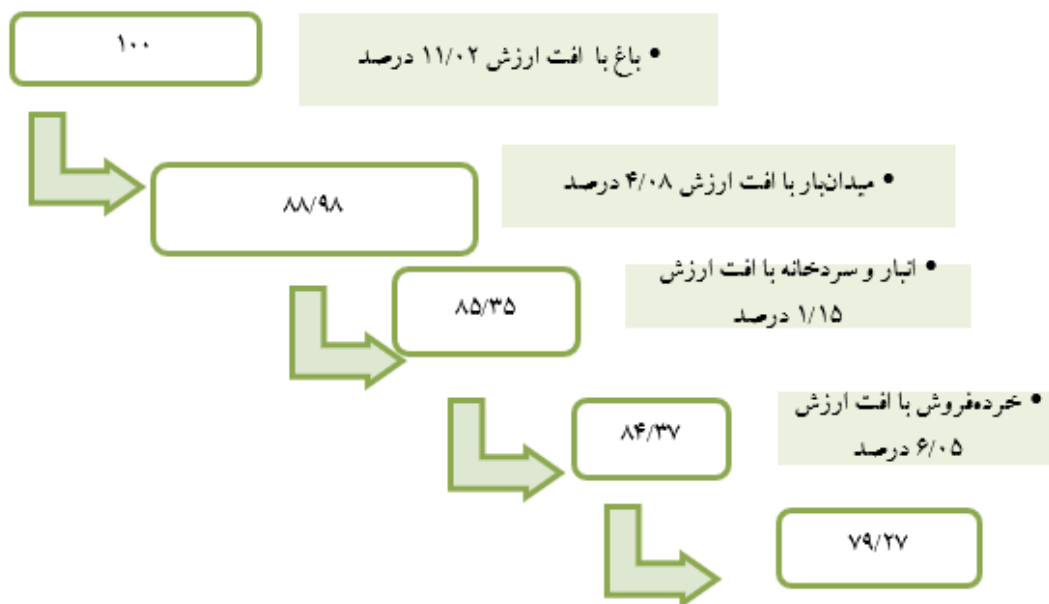 ۱۰۰
• باغ با افت ارزش ۱۱/۰۲ درصد
۸۸/۹۸
• میدان‌بار با افت ارزش ۴/۰۸ درصد
۸۵/۳۵
• انبار و سردخانه با افت ارزش
۱/۱۵ درصد
۸۴/۳۷
• خرده‌فروش با افت ارزش
۶/۰۵ درصد
۷۹/۲۷